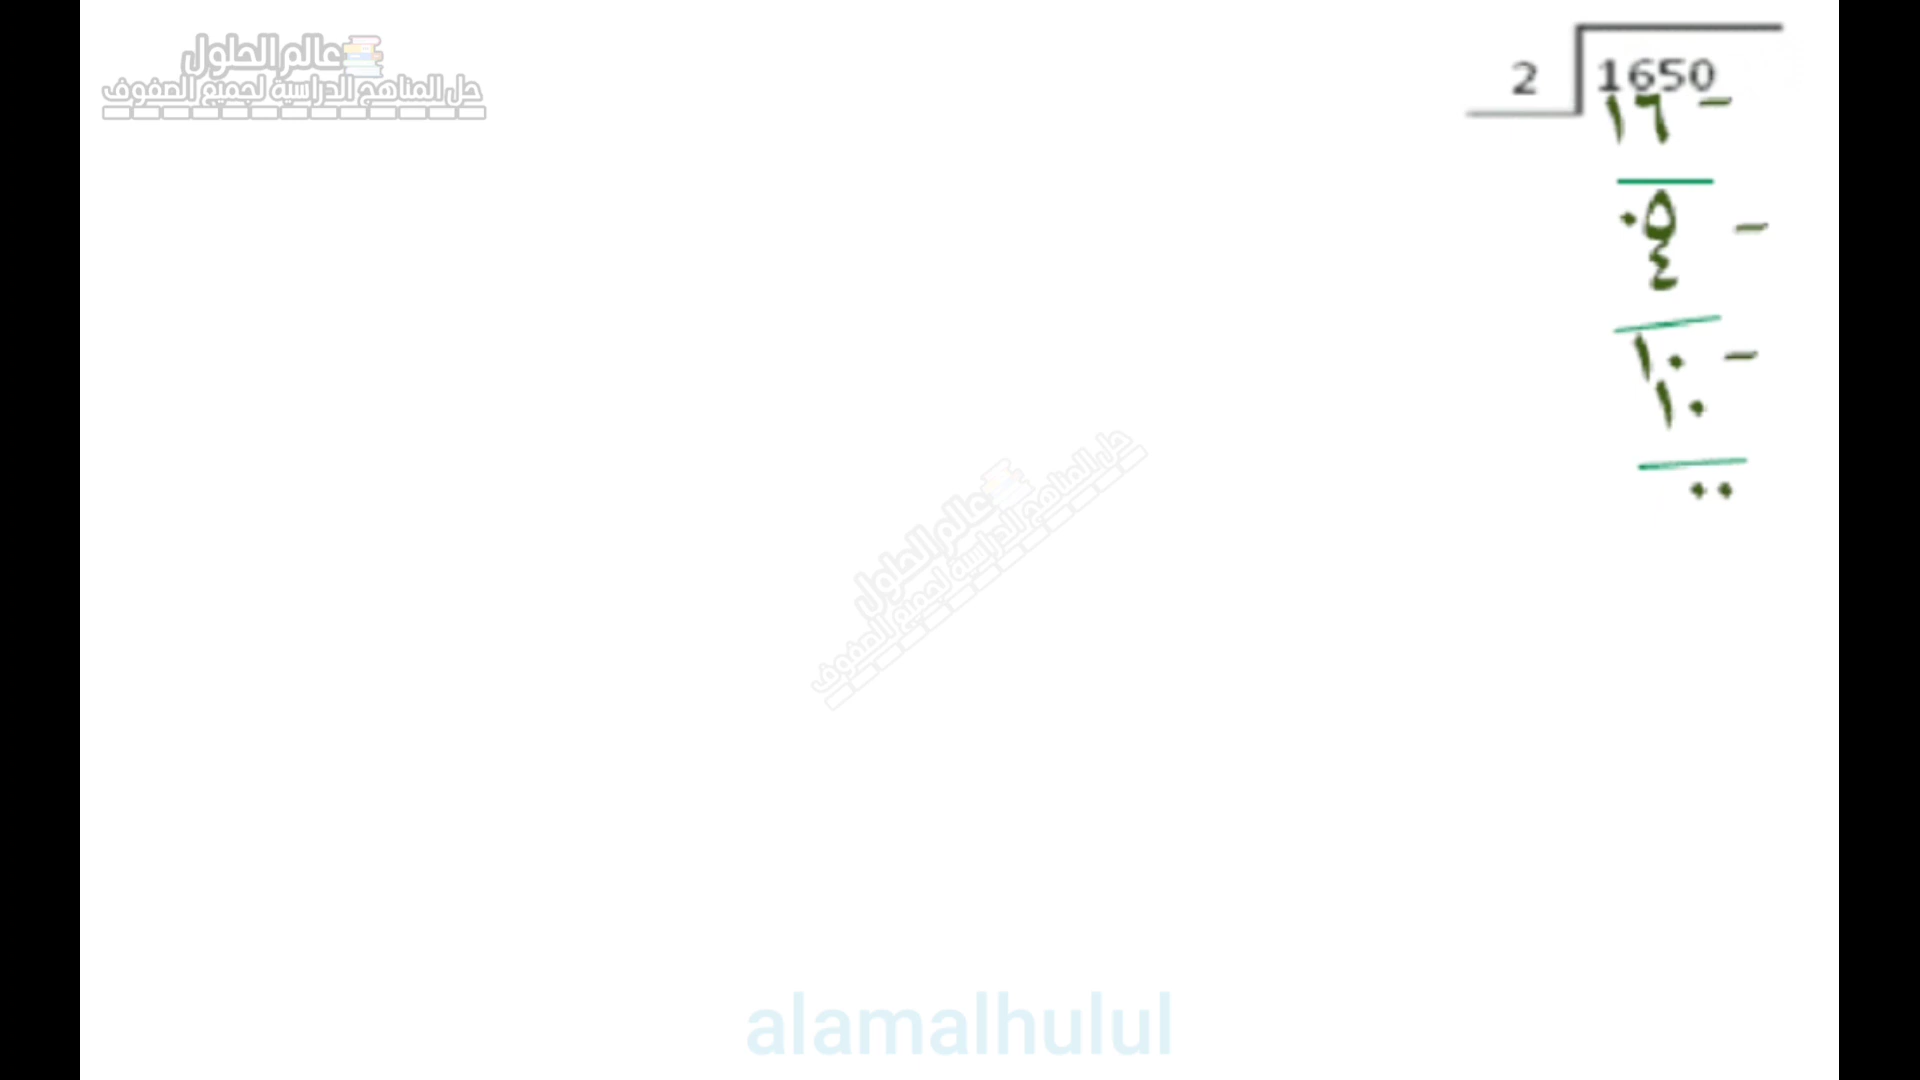 عالم الحلول
حل المناهج الدراسية لجميع الصفوف
2 1650
١٦ -
٠٥ -
٤
١٠ -
١٠
٠٠
عالم الحلول
حل المناهج الدراسية لجميع الصفوف
alamalhulul